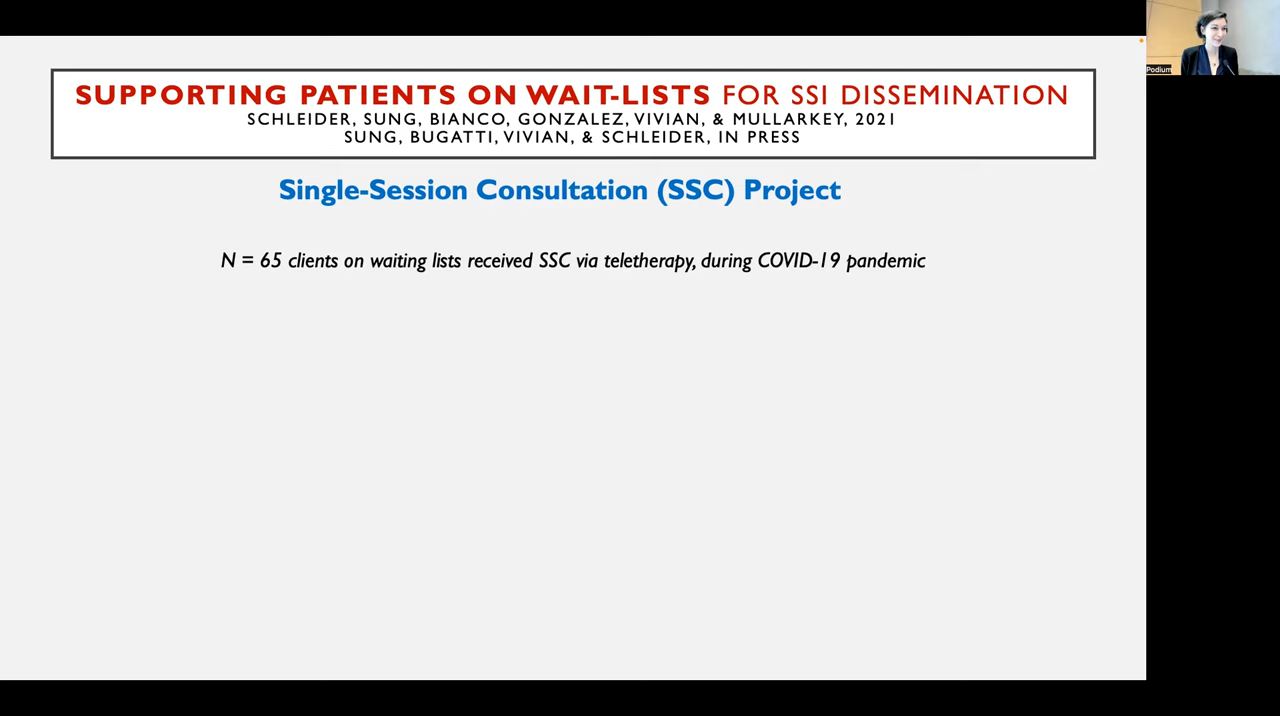 SUPPORTING PATIENTS ON WAIT-LISTS FOR SSI DISSEMINATION
SCHLEIDER, SUNG, BIANCO, GONZALEZ, VIVIAN, & MULLARKEY, 2021
SUNG, BUGATTI, VIVIAN, & SCHLEIDER, IN PRESS
Single-Session Consultation (SSC) Project
N = 65 clients on waiting lists received SSC via teletherapy, during COVID-19 pandemic
Podium